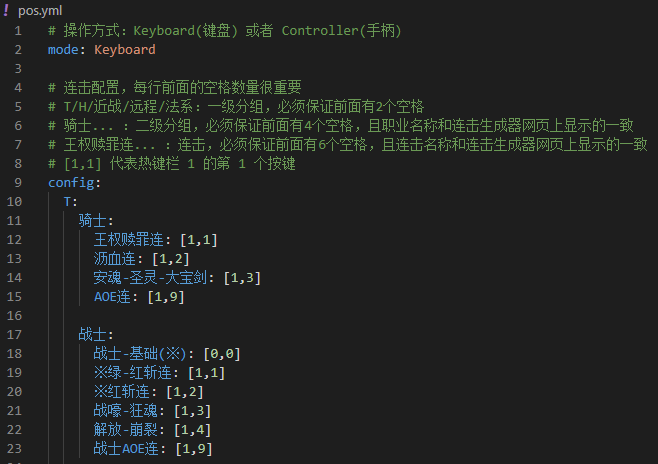 ! pos.yml
1 # 操作方式：Keyboard(键盘) 或者 Controller(手柄)
2 mode: Keyboard
3
4 # 连击配置，每行前面的空格数量很重要
5 # T/H/近战/远程/法系：一级分组，必须保证前面有2个空格
6 # 骑士... ：二级分组，必须保证前面有4个空格，且职业名称和连击生成器网页上显示的一致
7 # 王权赎罪连... ：连击，必须保证前面有6个空格，且连击名称和连击生成器网页上显示的一致
8 # [1,1] 代表热键栏 1 的第 1 个按键
9 config:
10 T:
11 骑士:
12 王权赎罪连: [1,1]
13 沥血连: [1,2]
14 安魂-圣灵-大宝剑: [1,3]
15 AOE连: [1,9]
16
17 战士:
18 战士-基础(※): [0,0]
19 ※绿-红斩连: [1,1]
20 ※红斩连: [1,2]
21 战嚎-狂魂: [1,3]
22 解放-崩裂: [1,4]
23 战士AOE连: [1,9]